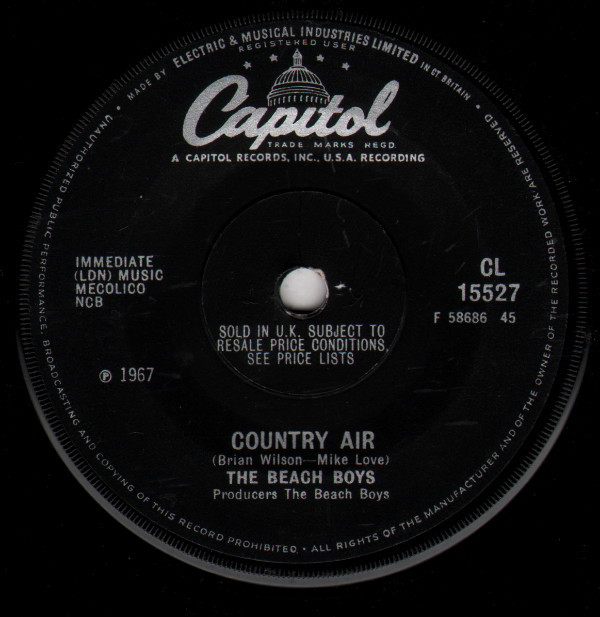 MADE BY ELECTRIC & MUSICAL INDUSTRIES LIMITED IN GT BRITAIN •
REGISTERED USER
Capitol
TRADE MARKS REGD.
A CAPITOL RECORDS, INC., U.S.A. RECORDING
IMMEDIATE
(LDN) MUSIC
MECOLICO
NCB
CL
15527
F 58686 45
SOLD IN U.K. SUBJECT TO
RESALE PRICE CONDITIONS,
SEE PRICE LISTS
℗ 1967
COUNTRY AIR
(Brian Wilson—Mike Love)
THE BEACH BOYS
Producers The Beach Boys
• UNAUTHORIZED PUBLIC PERFORMANCE, BROADCASTING AND COPYING OF THIS RECORD PROHIBITED. • ALL RIGHTS OF THE MANUFACTURER AND OF THE OWNER OF THE RECORDED WORK ARE RESERVED